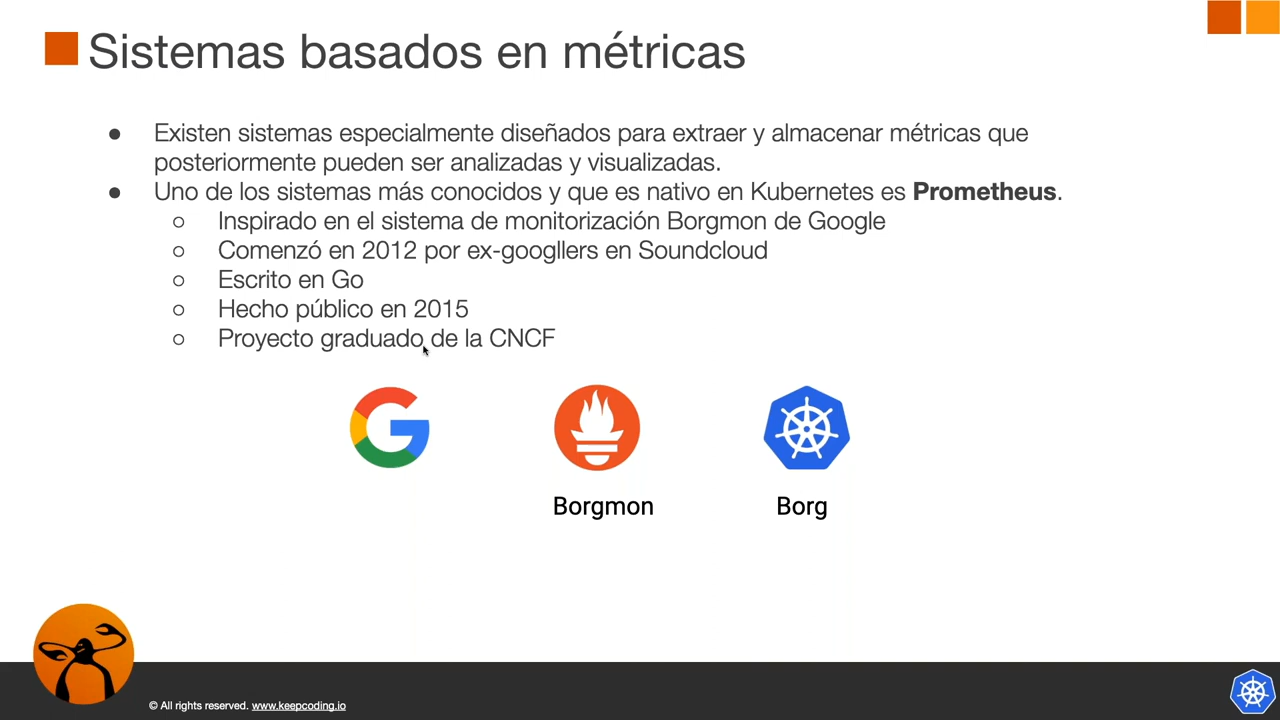 Sistemas basados en métricas
● Existen sistemas especialmente diseñados para extraer y almacenar métricas que
posteriormente pueden ser analizadas y visualizadas.
● Uno de los sistemas más conocidos y que es nativo en Kubernetes es Prometheus.
○ Inspirado en el sistema de monitorización Borgmon de Google
○ Comenzó en 2012 por ex-googllers en Soundcloud
○ Escrito en Go
○ Hecho público en 2015
○ Proyecto graduado de la CNCF
Borgmon
Borg
© All rights reserved. www.keepcoding.io